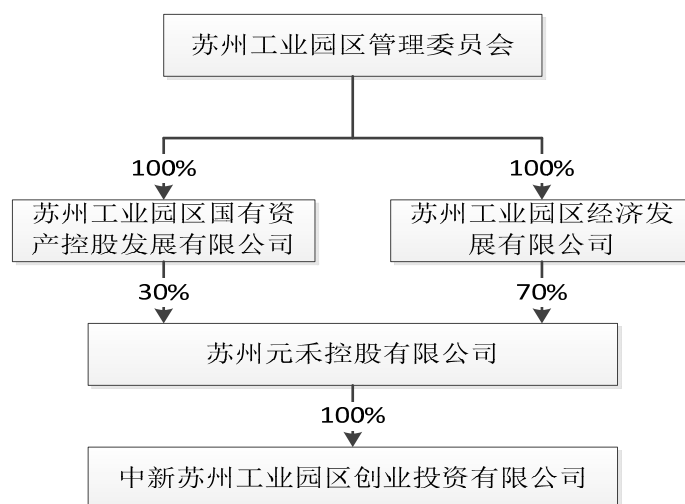 苏州工业园区管理委员会
100%
100%
苏州工业园区国有资
产控股发展有限公司
苏州工业园区经济发
展有限公司
30%
70%
苏州元禾控股有限公司
100%
中新苏州工业园区创业投资有限公司